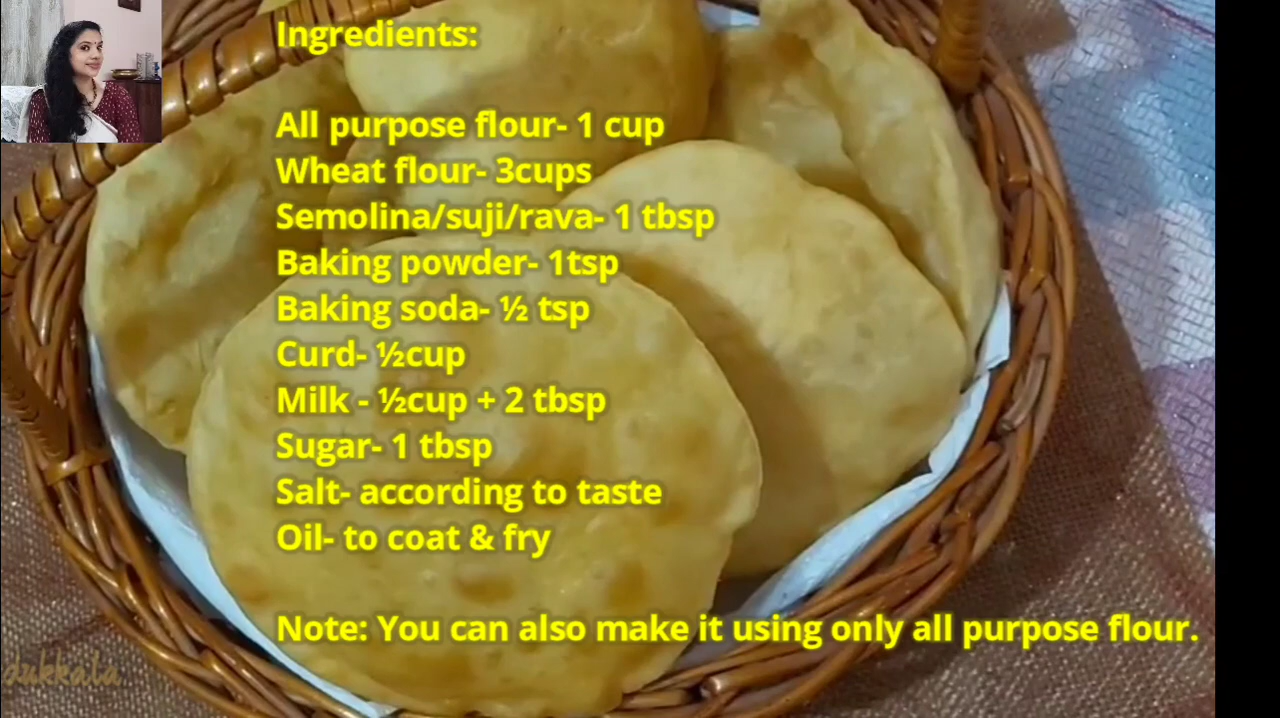 Ingredients:
All purpose flour- 1 cup
Wheat flour- 3cups
Semolina/suji/rava- 1 tbsp
Baking powder- 1tsp
Baking soda- ½ tsp
Curd- ½cup
Milk - ½cup + 2 tbsp
Sugar- 1 tbsp
Salt- according to taste
Oil- to coat & fry
Note: You can also make it using only all purpose flour.